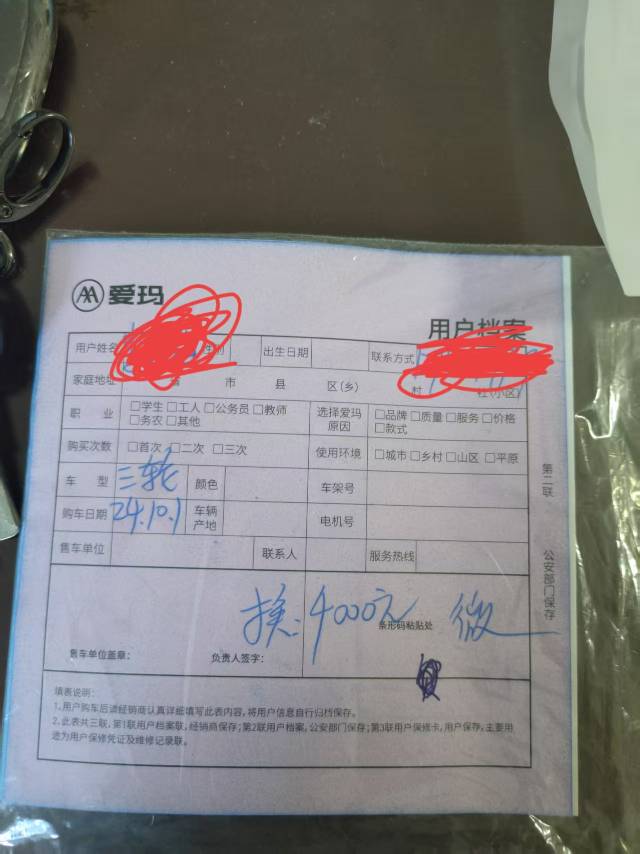 爱玛
用户档案
用户姓名 性别 出生日期 联系方式
家庭地址 市 县 区(乡) 村 社(小区)
职 业 □学生 □工人 □公务员 □教师 □务农 □其他 选择爱玛原因 □品牌 □质量 □服务 □价格 □款式
购买次数 □首次 □二次 □三次 使用环境 □城市 □乡村 □山区 □平原
车 型 三轮 颜色 车架号
购车日期 24.10.1 车辆产地 电机号
售车单位 联系人 服务热线
换: 4000元 微
条形码粘贴处
售车单位盖章: 负责人签字:
第二联 公安部门保存
填表说明:
1、用户购车后请经销商认真详细填写此表内容,将用户信息自行归档保存。
2、此表共三联,第1联用户档案联,经销商保存;第2联用户档案,公安部门保存;第3联用户保修卡,用户保存,主要用
途为用户保修凭证及维修记录联。